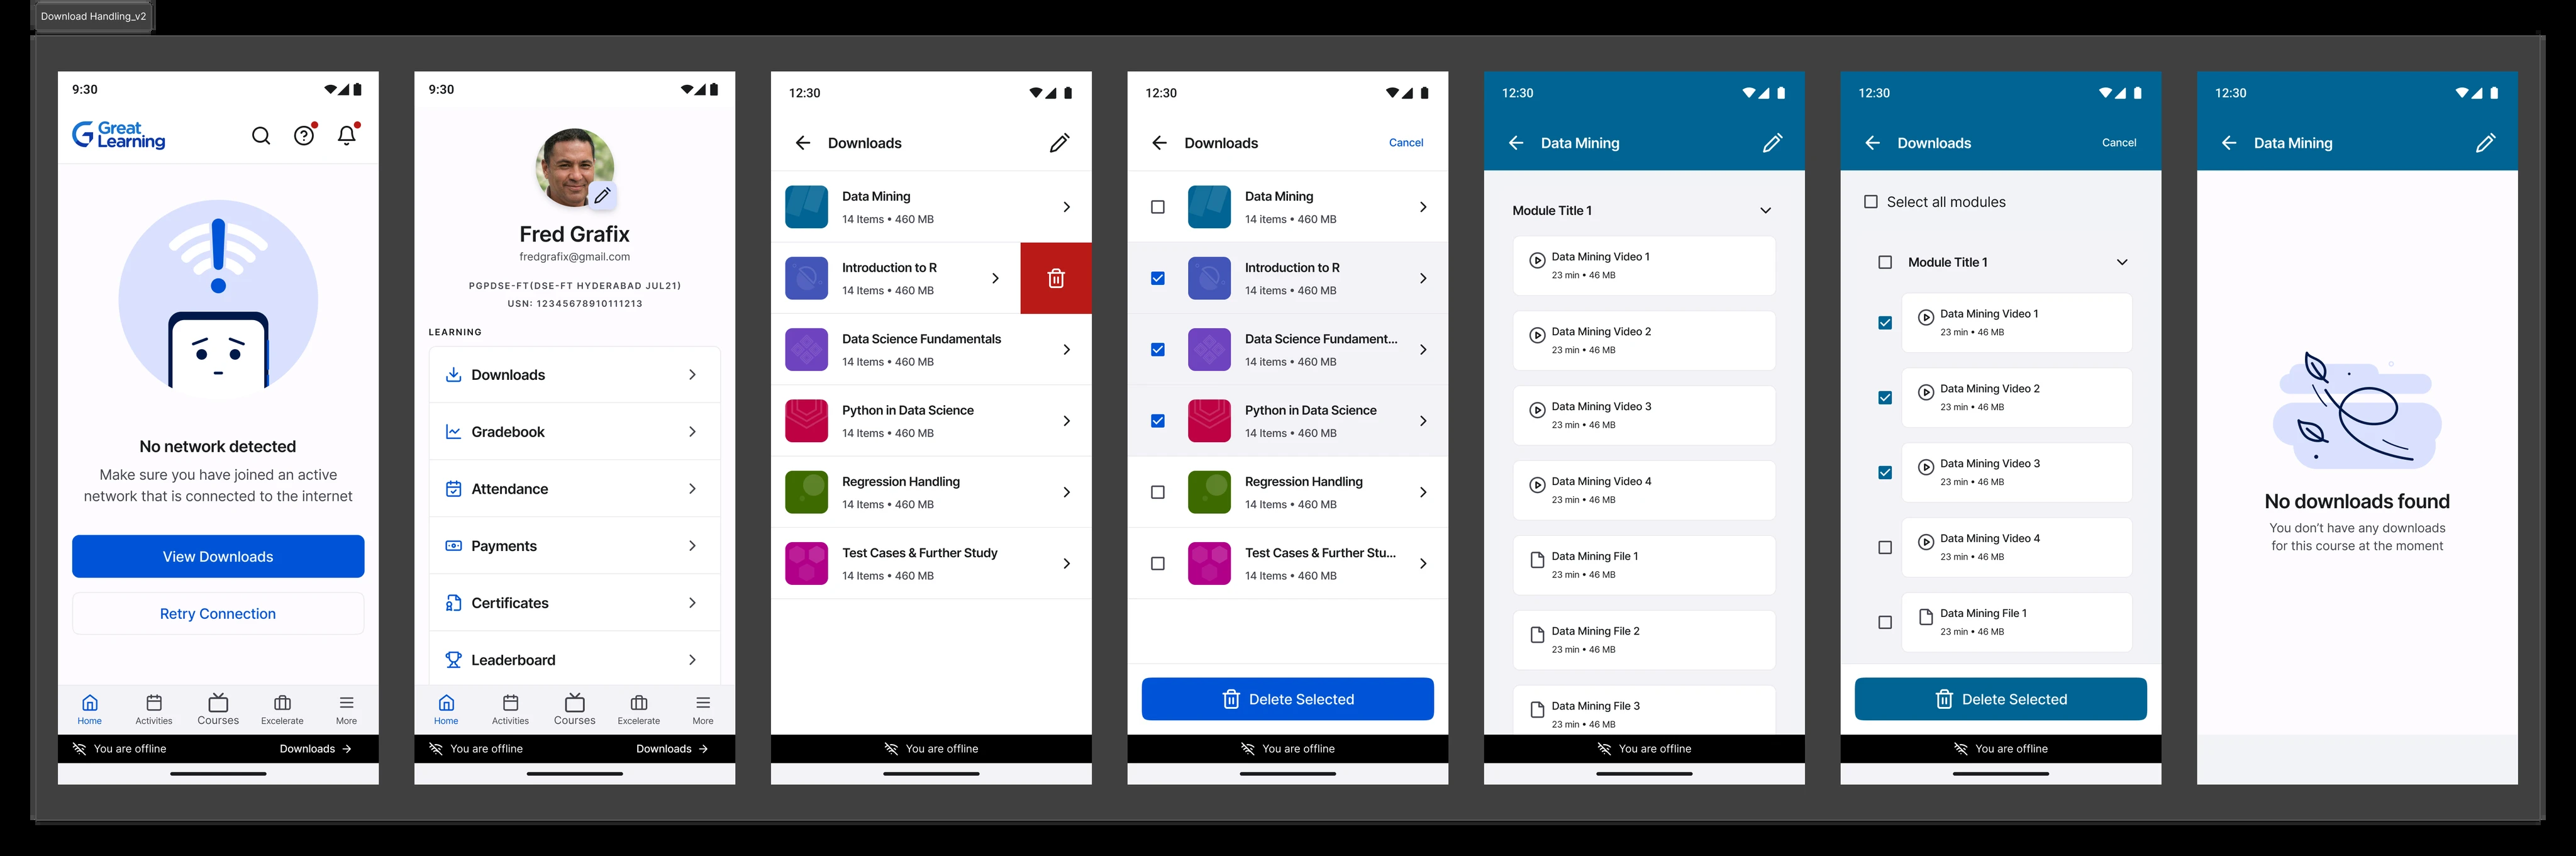 Download Handling_v2
9:30
Great
Learning
No network detected
Make sure you have joined an active
network that is connected to the internet
View Downloads
Retry Connection
Home
Activities
Courses
Excelerate
More
You are offline
Downloads →
9:30
Fred Grafix
fredgrafix@gmail.com
PGPDSE-FT(DSE-FT HYDERABAD JUL21)
USN: 12345678910111213
LEARNING
Downloads
Gradebook
Attendance
Payments
Certificates
Leaderboard
Home
Activities
Courses
Excelerate
More
You are offline
Downloads →
12:30
Downloads
Data Mining
14 Items • 460 MB
Introduction to R
14 Items • 460 MB
Data Science Fundamentals
14 Items • 460 MB
Python in Data Science
14 Items • 460 MB
Regression Handling
14 Items • 460 MB
Test Cases & Further Study
14 Items • 460 MB
You are offline
12:30
Downloads
Cancel
Data Mining
14 Items • 460 MB
Introduction to R
14 Items • 460 MB
Data Science Fundament...
14 Items • 460 MB
Python in Data Science
14 Items • 460 MB
Regression Handling
14 Items • 460 MB
Test Cases & Further Stu...
14 Items • 460 MB
Delete Selected
You are offline
12:30
Data Mining
Module Title 1
Data Mining Video 1
23 min • 46 MB
Data Mining Video 2
23 min • 46 MB
Data Mining Video 3
23 min • 46 MB
Data Mining Video 4
23 min • 46 MB
Data Mining File 1
23 min • 46 MB
Data Mining File 2
23 min • 46 MB
Data Mining File 3
23 min • 46 MB
You are offline
12:30
Downloads
Cancel
Select all modules
Module Title 1
Data Mining Video 1
23 min • 46 MB
Data Mining Video 2
23 min • 46 MB
Data Mining Video 3
23 min • 46 MB
Data Mining Video 4
23 min • 46 MB
Data Mining File 1
23 min • 46 MB
Delete Selected
You are offline
12:30
Data Mining
No downloads found
You don't have any downloads
for this course at the moment